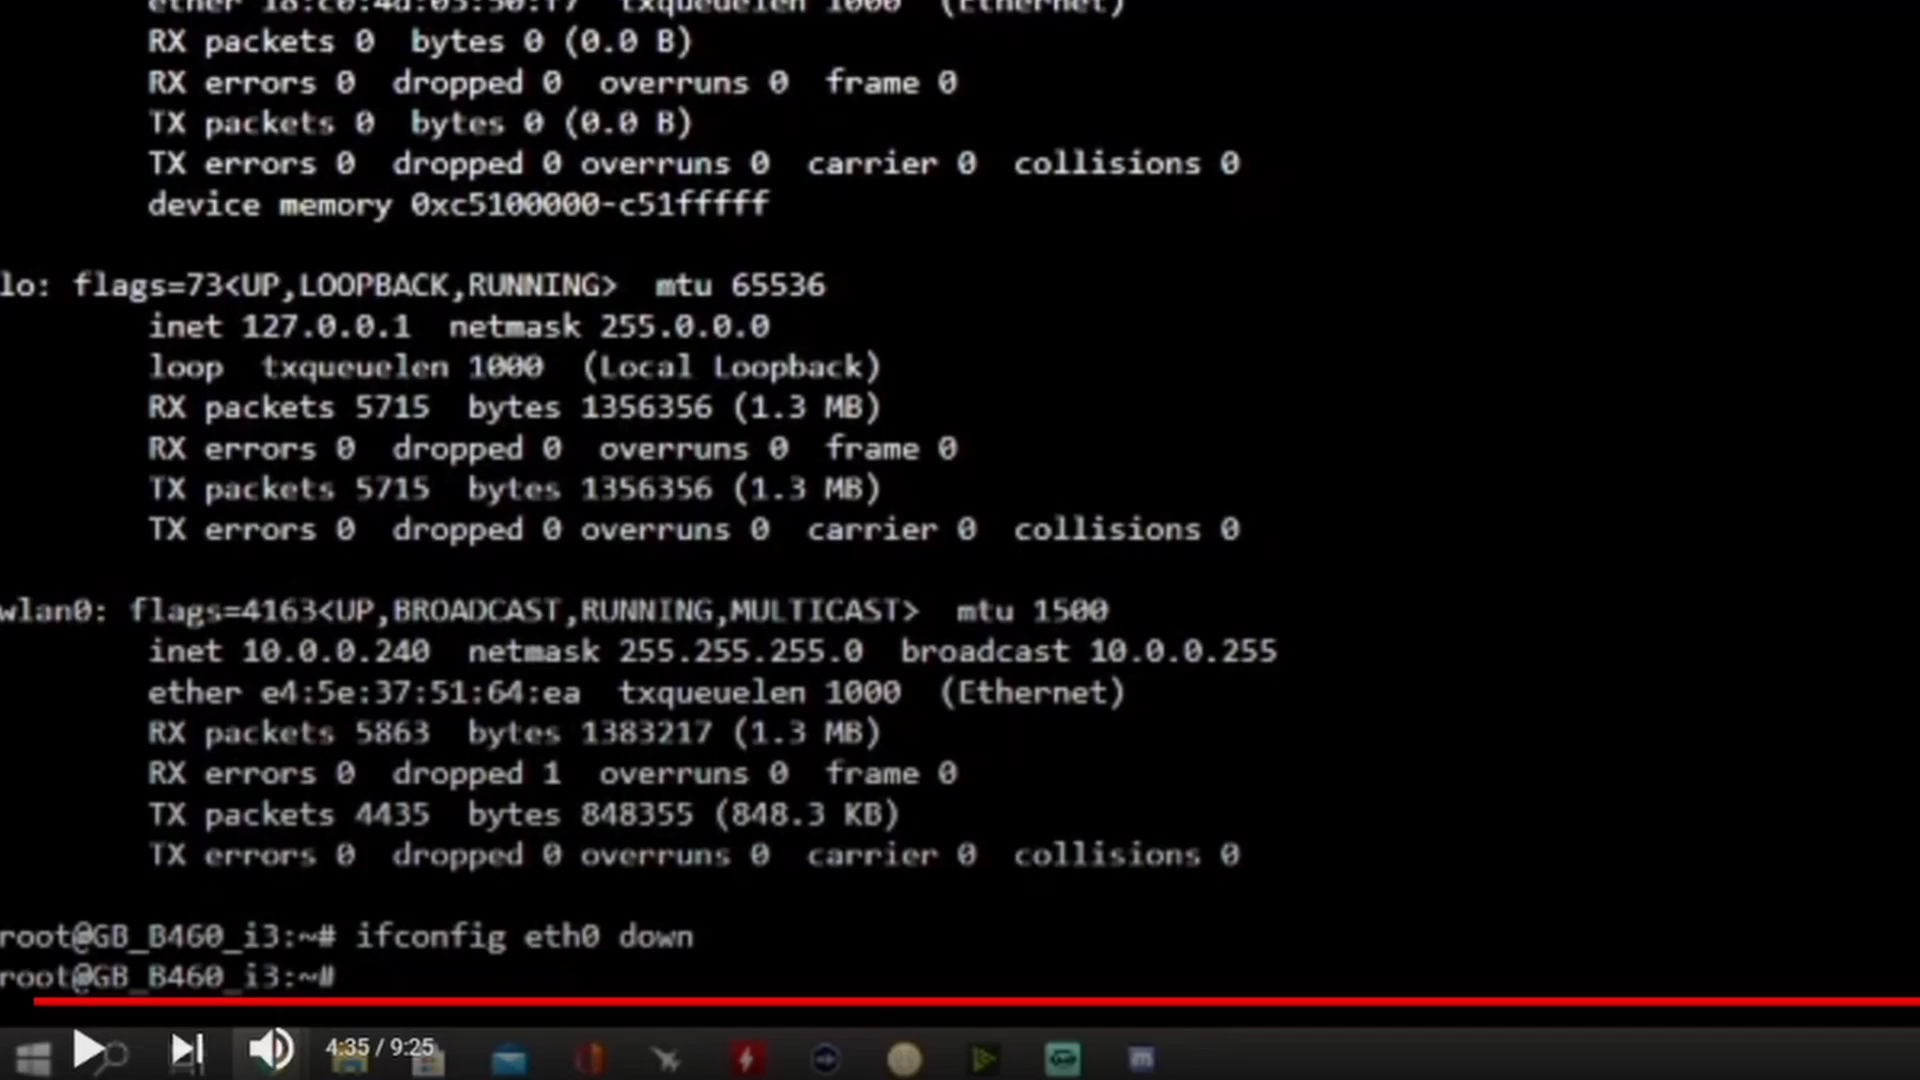 ether 18:c0:4d:05:50:f7  txqueuelen 1000  (Ethernet)
RX packets 0  bytes 0 (0.0 B)
RX errors 0  dropped 0  overruns 0  frame 0
TX packets 0  bytes 0 (0.0 B)
TX errors 0  dropped 0 overruns 0  carrier 0  collisions 0
device memory 0xc5100000-c51fffff
lo: flags=73<UP,LOOPBACK,RUNNING>  mtu 65536
inet 127.0.0.1  netmask 255.0.0.0
loop  txqueuelen 1000  (Local Loopback)
RX packets 5715  bytes 1356356 (1.3 MB)
RX errors 0  dropped 0  overruns 0  frame 0
TX packets 5715  bytes 1356356 (1.3 MB)
TX errors 0  dropped 0 overruns 0  carrier 0  collisions 0
wlan0: flags=4163<UP,BROADCAST,RUNNING,MULTICAST>  mtu 1500
inet 10.0.0.240  netmask 255.255.255.0  broadcast 10.0.0.255
ether e4:5e:37:51:64:ea  txqueuelen 1000  (Ethernet)
RX packets 5863  bytes 1383217 (1.3 MB)
RX errors 0  dropped 1  overruns 0  frame 0
TX packets 4435  bytes 848355 (848.3 KB)
TX errors 0  dropped 0 overruns 0  carrier 0  collisions 0
root@GB_B460_i3:~# ifconfig eth0 down
root@GB_B460_i3:~#
4:35 / 9:25